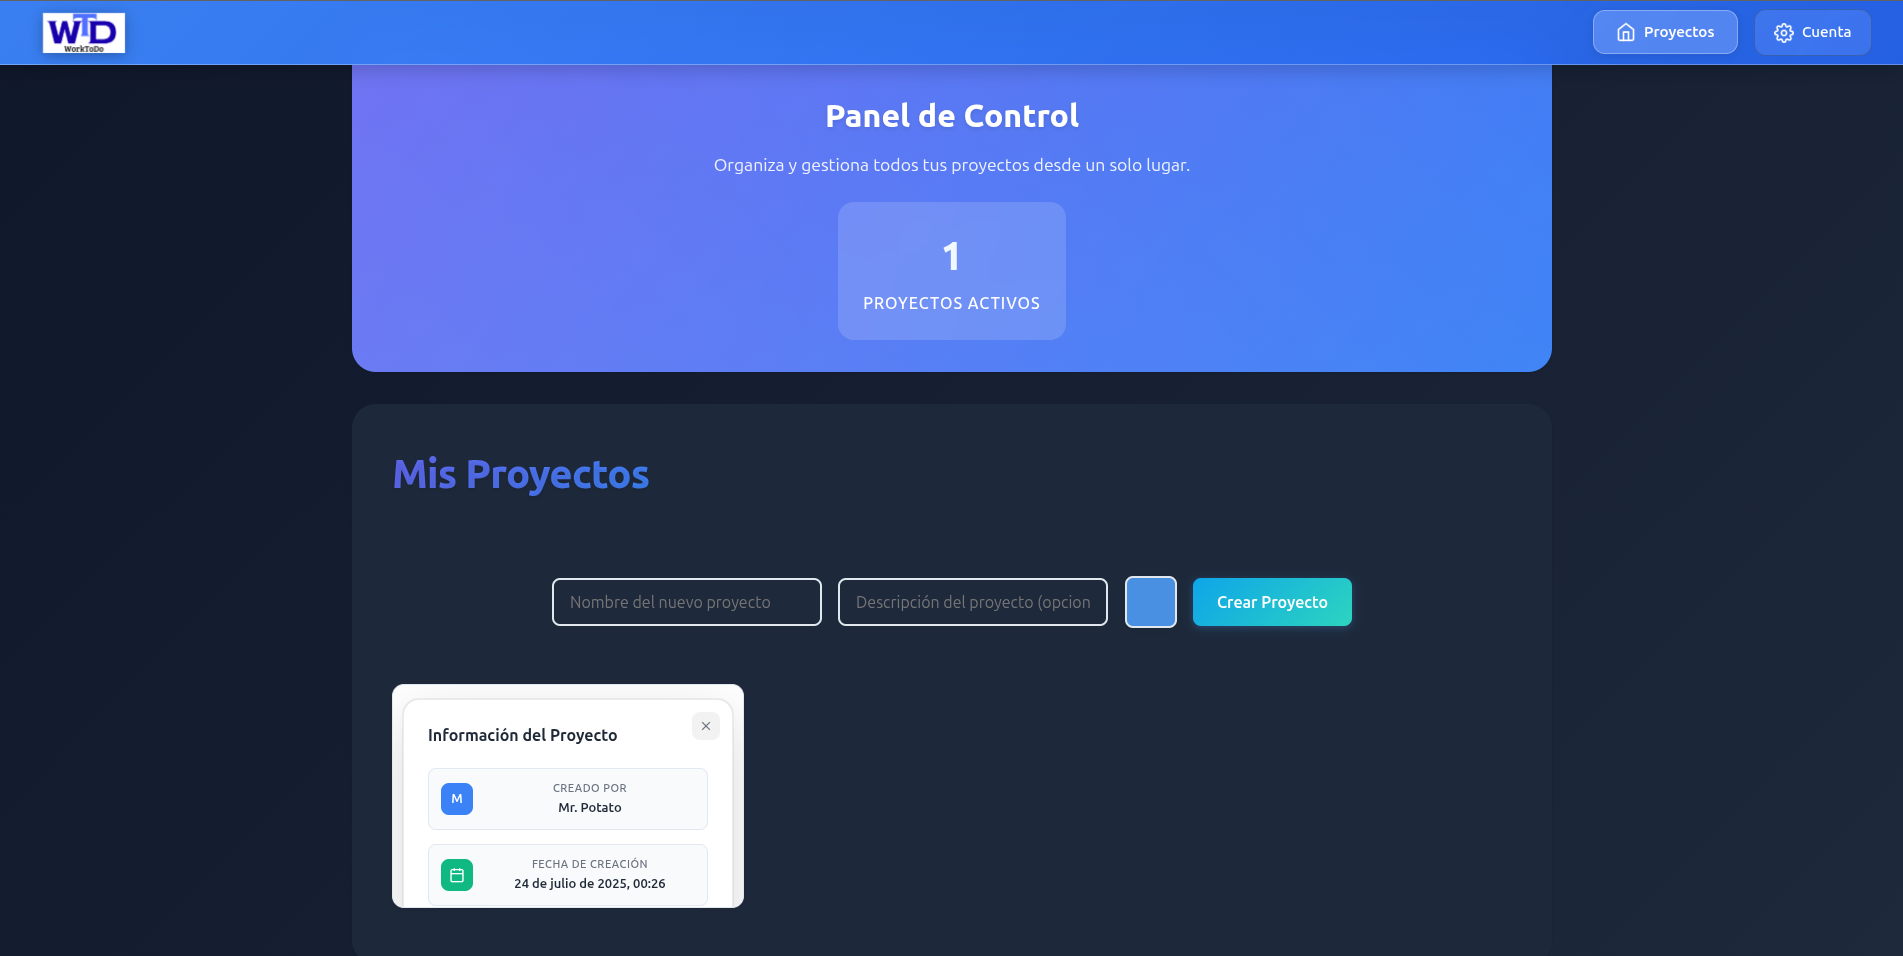 WTD
WorkToDo
Proyectos
Cuenta
Panel de Control
Organiza y gestiona todos tus proyectos desde un solo lugar.
1
PROYECTOS ACTIVOS
Mis Proyectos
Nombre del nuevo proyecto
Descripción del proyecto (opcion
Crear Proyecto
Información del Proyecto
M
CREADO POR
Mr. Potato
FECHA DE CREACIÓN
24 de julio de 2025, 00:26